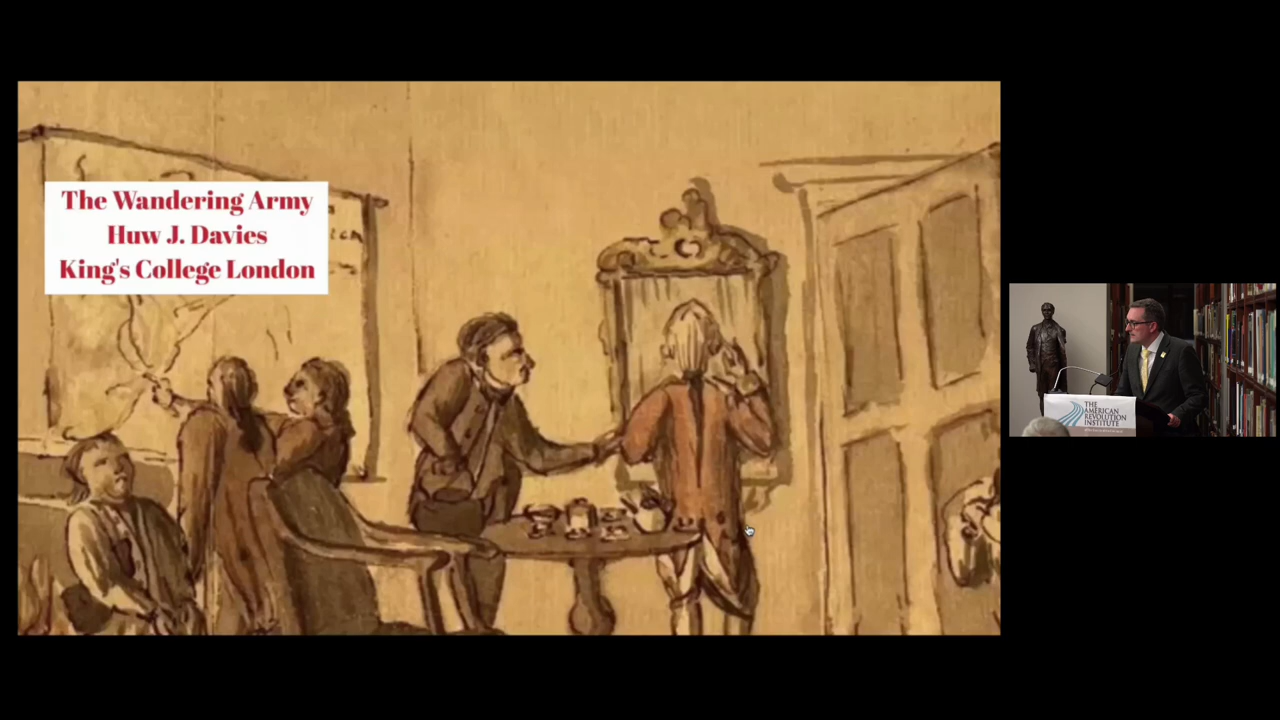 The Wandering Army
Huw J. Davies
King's College London
THE
AMERICAN
REVOLUTION
INSTITUTE